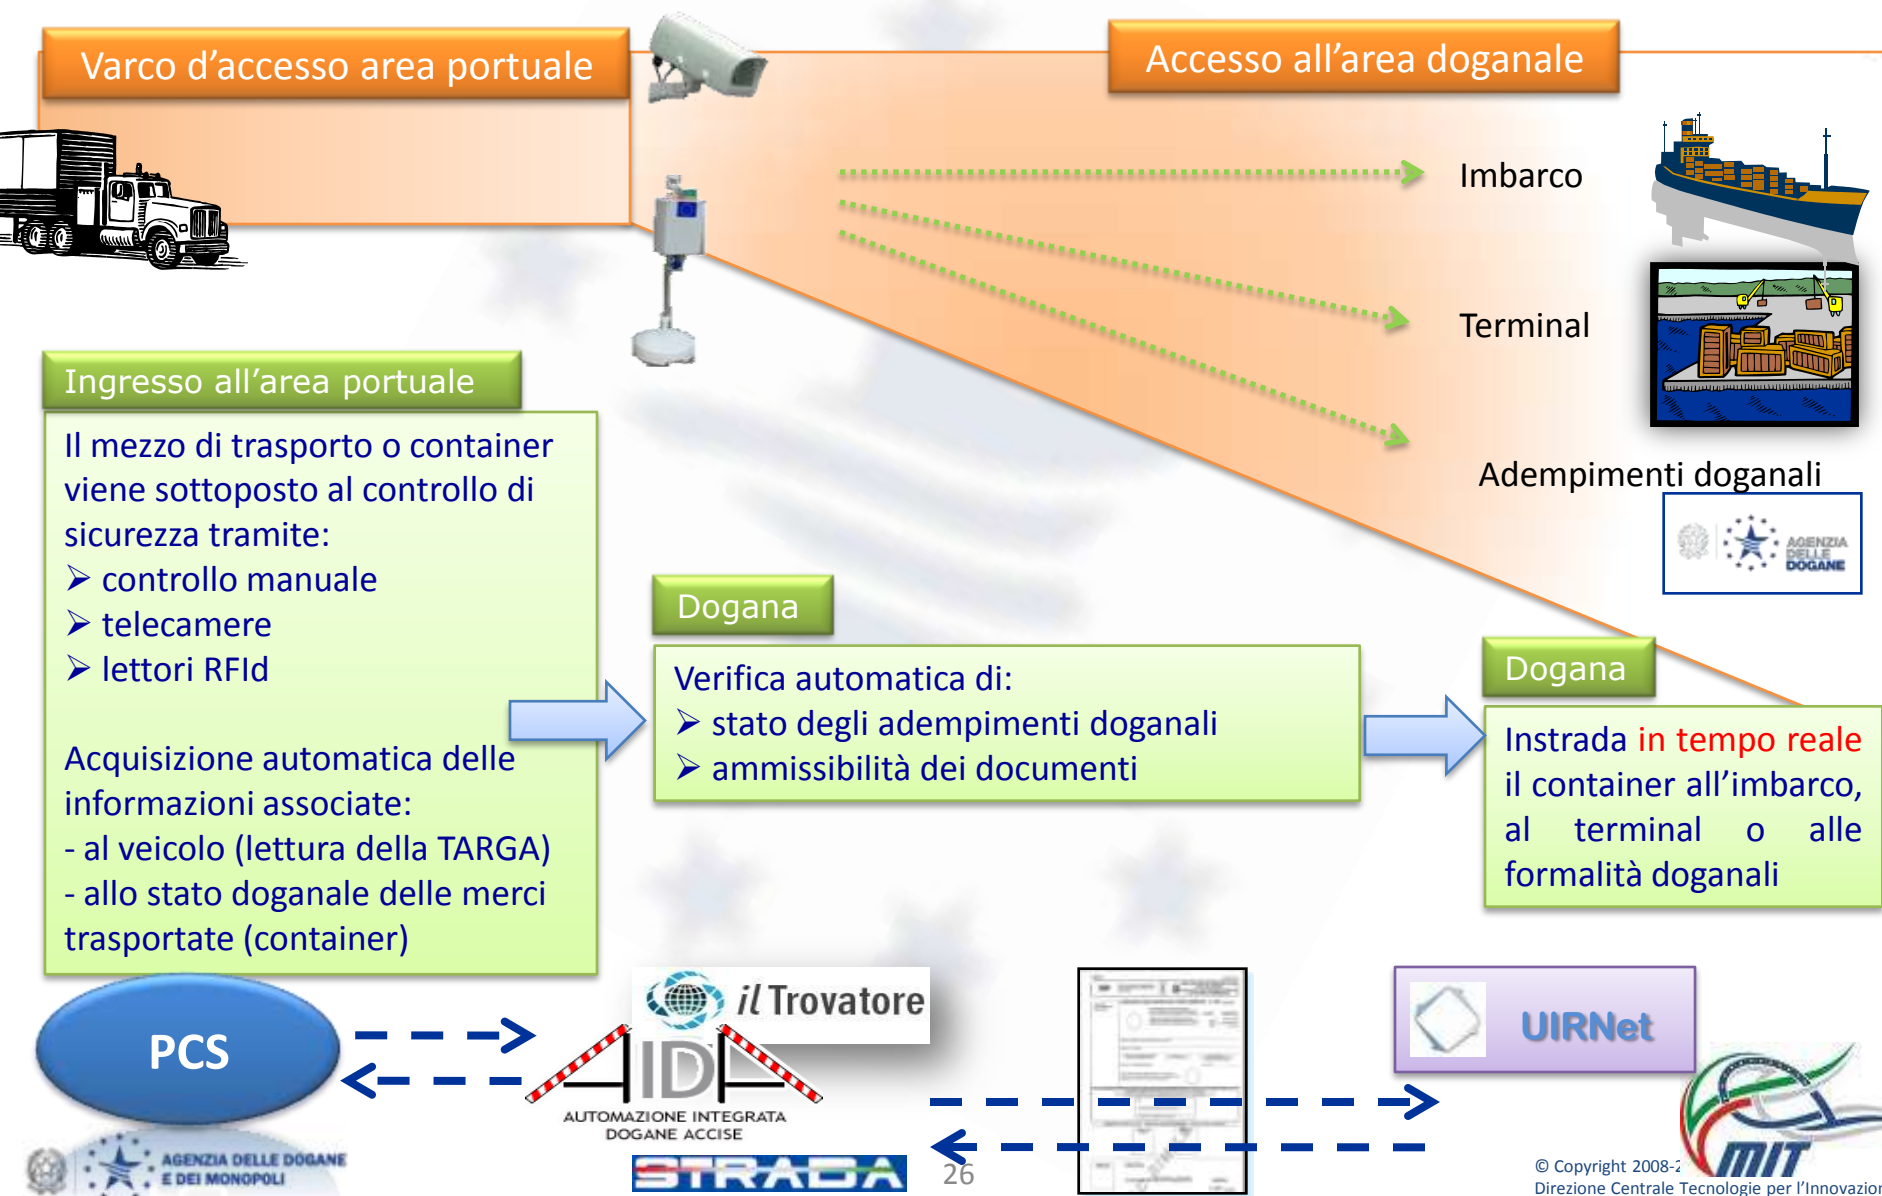 Varco d’accesso area portuale
Accesso all’area doganale
Imbarco
Terminal
Adempimenti doganali
AGENZIA
DELLE
DOGANE
Ingresso all’area portuale
Il mezzo di trasporto o container
viene sottoposto al controllo di
sicurezza tramite:
➢ controllo manuale
➢ telecamere
➢ lettori RFId
Acquisizione automatica delle
informazioni associate:
- al veicolo (lettura della TARGA)
- allo stato doganale delle merci
trasportate (container)
Dogana
Verifica automatica di:
➢ stato degli adempimenti doganali
➢ ammissibilità dei documenti
Dogana
Instrada in tempo reale
il container all’imbarco,
al terminal o alle
formalità doganali
PCS
il Trovatore
AIDA
AUTOMAZIONE INTEGRATA
DOGANE ACCISE
STRADA
UIRNet
MIT
AGENZIA DELLE DOGANE
E DEI MONOPOLI
26
© Copyright 2008-2
Direzione Centrale Tecnologie per l’Innovazion